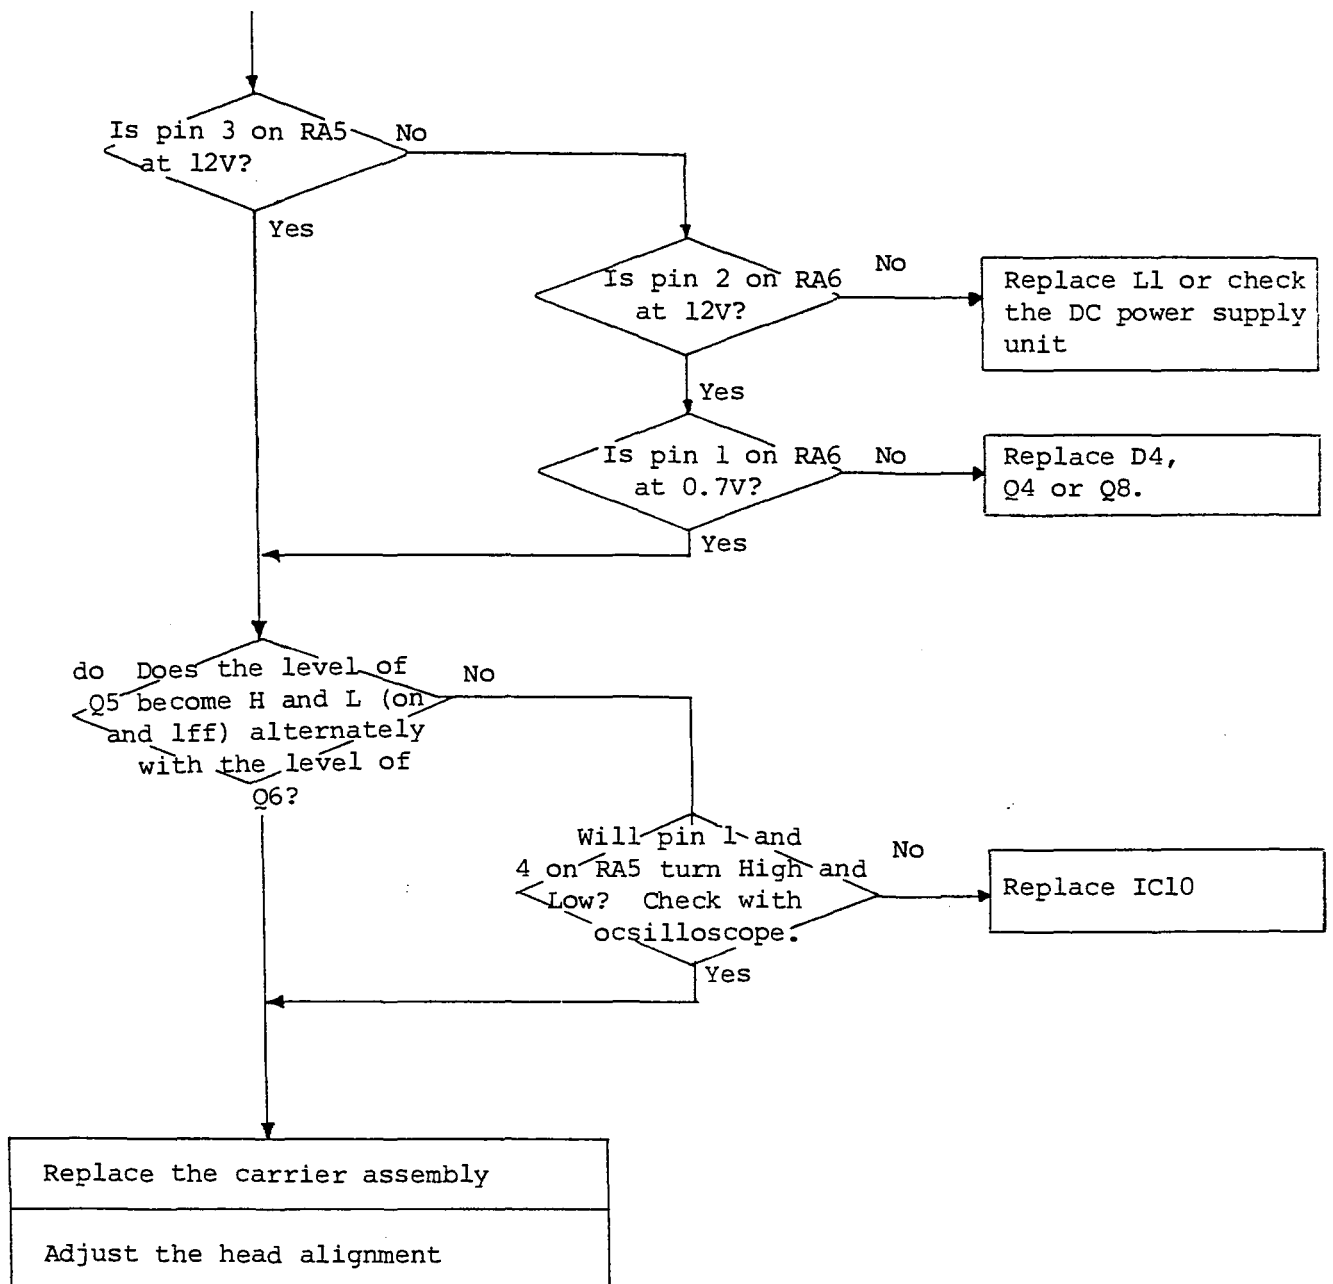 Is pin 3 on RA5
at 12V?
No
Yes
Is pin 2 on RA6
at 12V?
No
Replace L1 or check
the DC power supply
unit
Yes
Is pin 1 on RA6
at 0.7V?
No
Replace D4,
Q4 or Q8.
Yes
do Does the level of
Q5 become H and L (on
and lff) alternately
with the level of
Q6?
No
Will pin 1 and
4 on RA5 turn High and
Low? Check with
ocsilloscope.
No
Replace IC10
Yes
Replace the carrier assembly
Adjust the head alignment